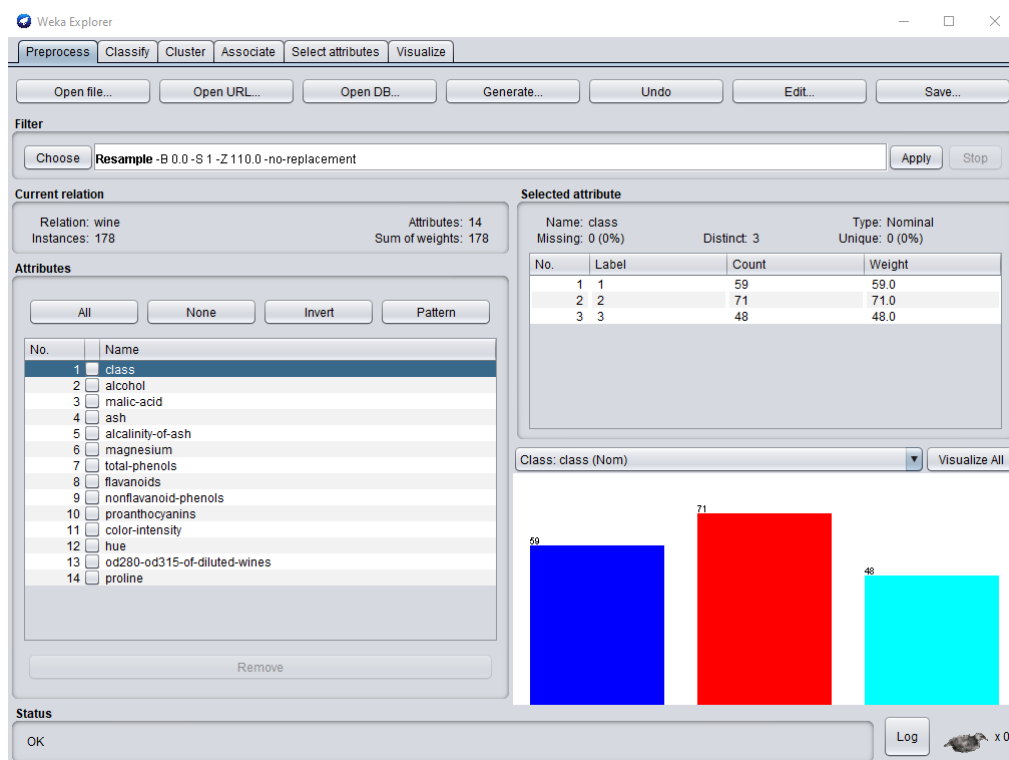 Weka Explorer
Preprocess Classify Cluster Associate Select attributes Visualize
Open file... Open URL... Open DB... Generate... Undo Edit... Save...
Filter
Choose Resample -B 0.0 -S 1 -Z 110.0 -no-replacement Apply Stop
Current relation
Relation: wine Attributes: 14
Instances: 178 Sum of weights: 178
Attributes
All None Invert Pattern
No. Name
1 class
2 alcohol
3 malic-acid
4 ash
5 alcalinity-of-ash
6 magnesium
7 total-phenols
8 flavanoids
9 nonflavanoid-phenols
10 proanthocyanins
11 color-intensity
12 hue
13 od280-od315-of-diluted-wines
14 proline
Remove
Selected attribute
Name: class Type: Nominal
Missing: 0 (0%) Distinct: 3 Unique: 0 (0%)
No. Label Count Weight
1 1 59 59.0
2 2 71 71.0
3 3 48 48.0
Class: class (Nom) Visualize All
59
71
48
Status
OK
Log x 0